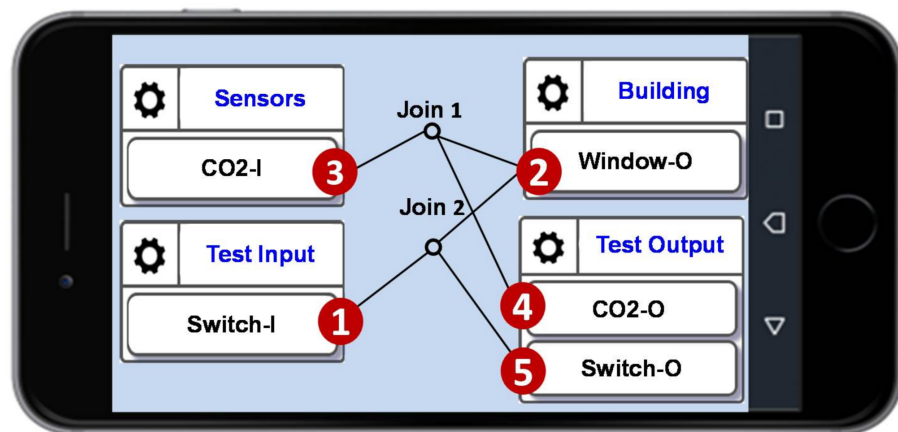 Sensors
CO2-I
3
Test Input
Switch-I
1
Join 1
Join 2
Building
2
Window-O
Test Output
4
CO2-O
5
Switch-O